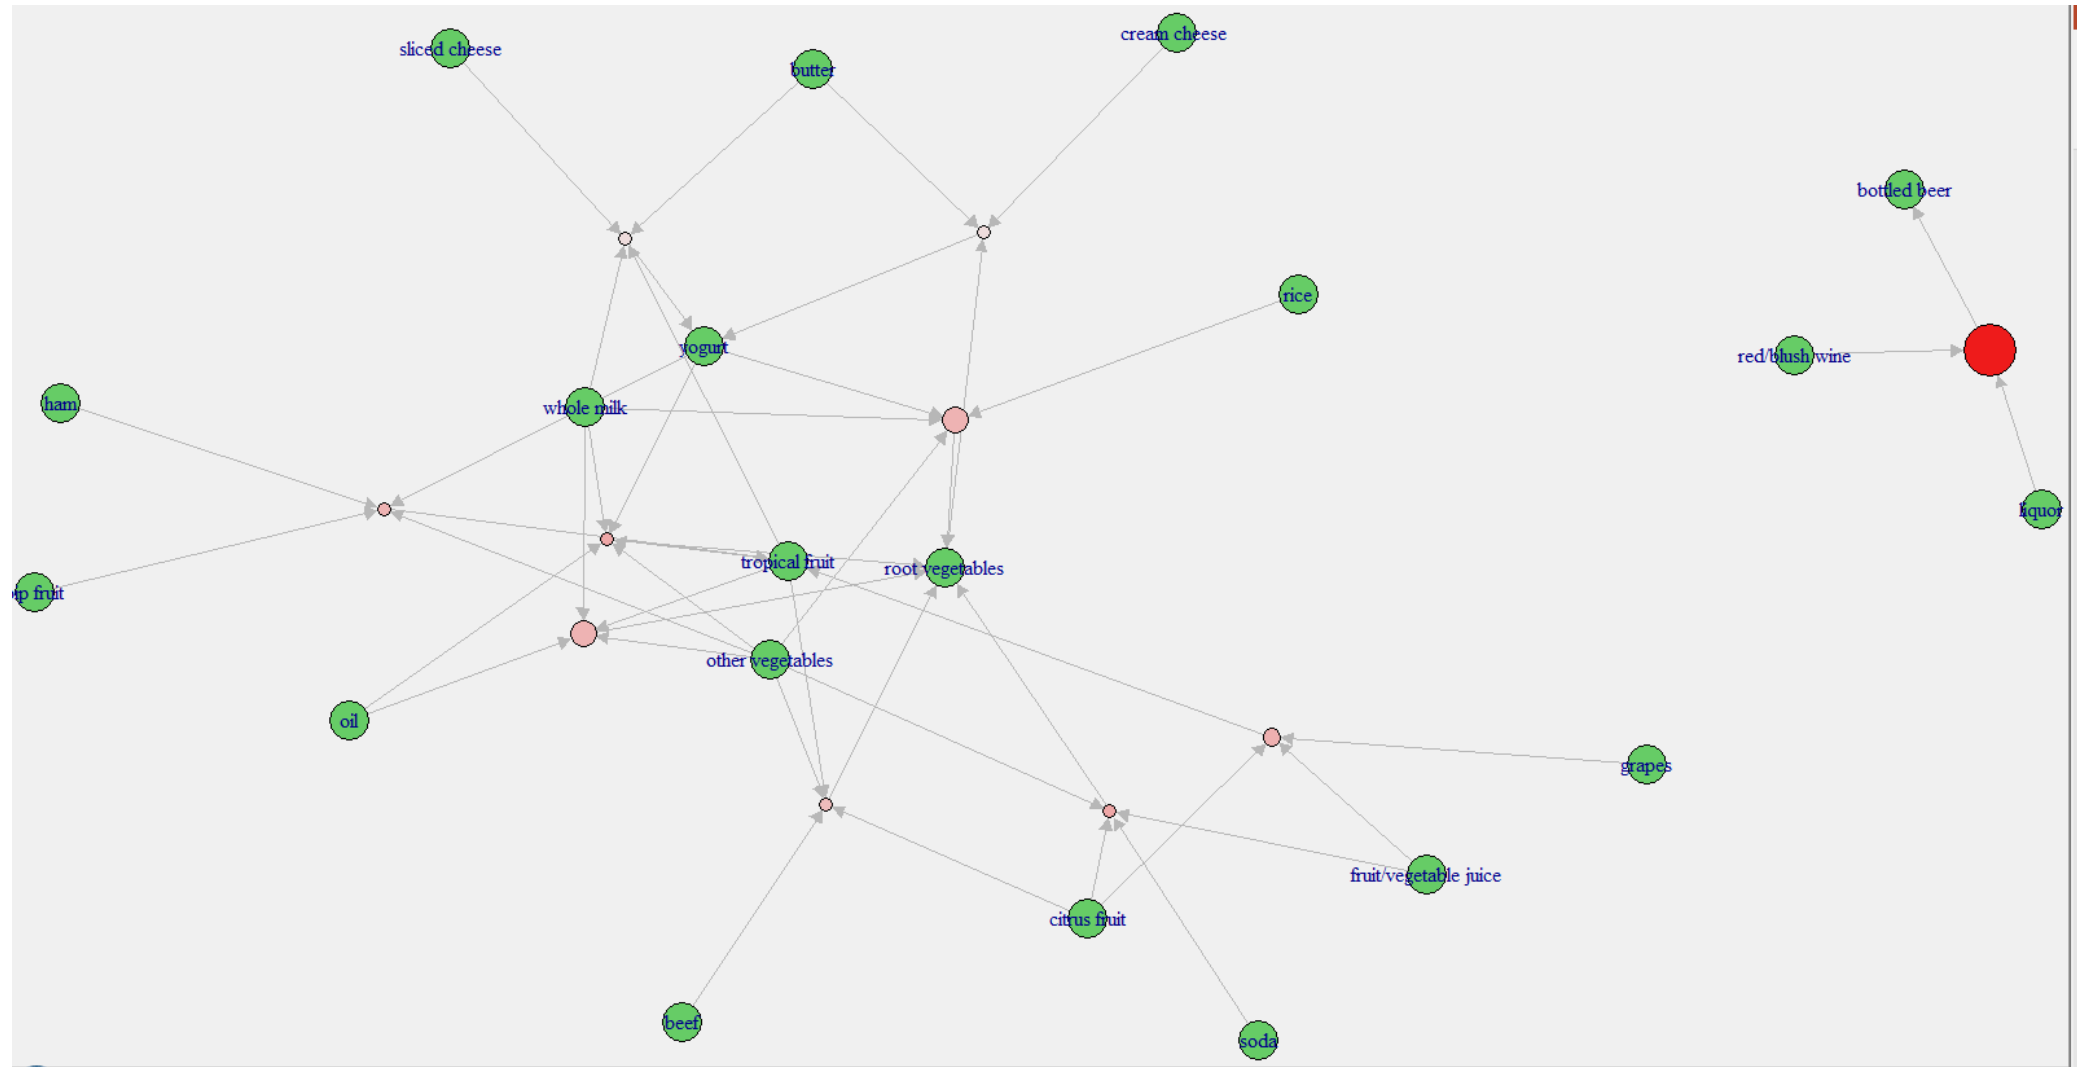 sliced cheese
butter
cream cheese
bottled beer
rice
yogurt
red/blush wine
ham
whole milk
liquor
tropical fruit
root vegetables
ip fruit
other vegetables
oil
grapes
fruit/vegetable juice
citrus fruit
beef
soda